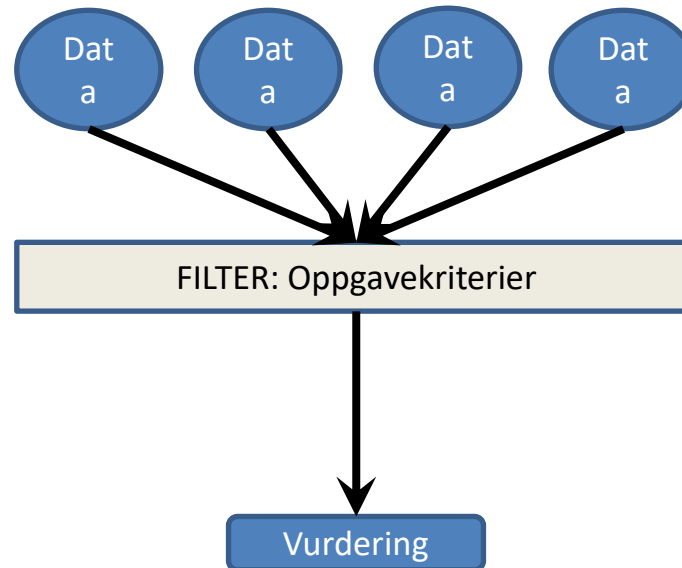 Dat
a
Dat
a
Dat
a
Dat
a
FILTER: Oppgavekriterier
Vurdering